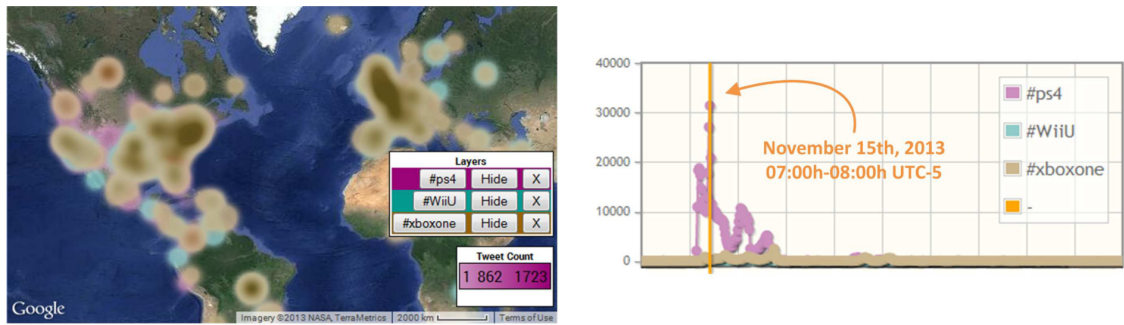 Layers
#ps4 Hide X
#WiiU Hide X
#xboxone Hide X
Tweet Count
1 862 1723
Google
Imagery ©2013 NASA, TerraMetrics 2000 km Terms of Use
40000
30000
20000
10000
0
November 15th, 2013
07:00h-08:00h UTC-5
#ps4
#WiiU
#xboxone
-